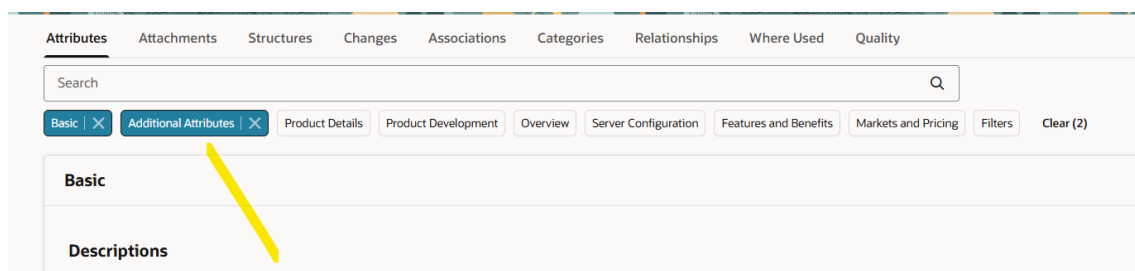 Attributes Attachments Structures Changes Associations Categories Relationships Where Used Quality
Search
Basic Additional Attributes Product Details Product Development Overview Server Configuration Features and Benefits Markets and Pricing Filters Clear (2)
Basic
Descriptions